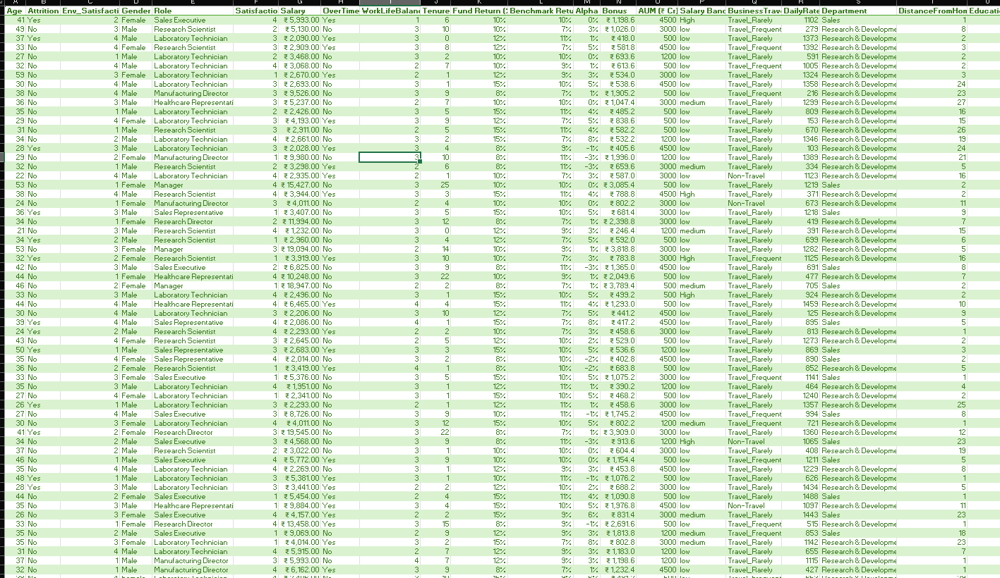 Age Attrition Env_Satisfacti Gender Role Satisfactio Salary OverTime WorkLifeBalanc Tenure Fund Return (% Benchmark Retu Alpha Bonus AUM (₹ Cr) Salary Band BusinessTrav DailyRate Department DistanceFromHom Educati
41 Yes 2 Female Sales Executive 4 ₹ 5,993.00 Yes 1 6 10% 10% 0% ₹ 1,198.6 4500 High Travel_Rarely 1102 Sales 1
49 No 3 Male Research Scientist 2 ₹ 5,130.00 No 3 10 10% 7% 3% ₹ 1,026.0 3000 low Travel_Frequent 279 Research & Developme 8
37 Yes 4 Male Laboratory Technician 3 ₹ 2,090.00 Yes 3 0 10% 10% 0% ₹ 418.0 500 low Travel_Rarely 1373 Research & Developme 2
33 No 4 Female Research Scientist 3 ₹ 2,909.00 Yes 3 8 12% 7% 5% ₹ 581.8 4500 low Travel_Frequent 1392 Research & Developme 3
27 No 1 Male Laboratory Technician 2 ₹ 3,468.00 No 3 2 10% 10% 0% ₹ 693.6 1200 low Travel_Rarely 591 Research & Developme 2
32 No 4 Male Laboratory Technician 4 ₹ 3,068.00 No 2 7 10% 9% 1% ₹ 613.6 500 low Travel_Frequent 1005 Research & Developme 2
59 No 3 Female Laboratory Technician 1 ₹ 2,670.00 Yes 2 1 12% 9% 3% ₹ 534.0 3000 low Travel_Rarely 1324 Research & Developme 3
30 No 4 Male Laboratory Technician 3 ₹ 2,693.00 No 3 1 15% 10% 5% ₹ 538.6 4500 low Travel_Rarely 1358 Research & Developme 24
38 No 4 Male Manufacturing Director 3 ₹ 9,526.00 No 3 9 8% 7% 1% ₹ 1,905.2 500 low Travel_Frequent 216 Research & Developme 23
36 No 3 Male Healthcare Representati 3 ₹ 5,237.00 No 2 7 10% 10% 0% ₹ 1,047.4 3000 medium Travel_Rarely 1299 Research & Developme 27
35 No 1 Male Laboratory Technician 2 ₹ 2,426.00 No 3 5 15% 11% 4% ₹ 485.2 500 low Travel_Rarely 809 Research & Developme 16
29 No 4 Female Laboratory Technician 3 ₹ 4,193.00 Yes 3 9 12% 7% 5% ₹ 838.6 500 low Travel_Rarely 153 Research & Developme 15
31 No 1 Male Research Scientist 3 ₹ 2,911.00 No 2 5 15% 11% 4% ₹ 582.2 500 low Travel_Rarely 670 Research & Developme 26
34 No 2 Male Laboratory Technician 4 ₹ 2,661.00 No 3 2 15% 7% 8% ₹ 532.2 1200 low Travel_Rarely 1346 Research & Developme 19
28 Yes 3 Male Laboratory Technician 3 ₹ 2,028.00 Yes 3 4 8% 9% -1% ₹ 405.6 4500 low Travel_Rarely 103 Research & Developme 24
29 No 2 Female Manufacturing Director 1 ₹ 9,980.00 No 3 10 8% 11% -3% ₹ 1,996.0 1200 low Travel_Rarely 1389 Research & Developme 21
32 No 1 Male Research Scientist 2 ₹ 3,298.00 Yes 2 6 8% 11% -3% ₹ 659.6 3000 medium Travel_Rarely 334 Research & Developme 5
22 No 4 Male Laboratory Technician 4 ₹ 2,935.00 Yes 2 1 10% 7% 3% ₹ 587.0 3000 low Non-Travel 1123 Research & Developme 16
53 No 1 Female Manager 4 ₹ 15,427.00 No 3 25 10% 10% 0% ₹ 3,085.4 500 low Travel_Rarely 1219 Sales 2
38 No 4 Male Research Scientist 4 ₹ 3,944.00 Yes 3 3 15% 11% 4% ₹ 788.8 4500 High Travel_Rarely 371 Research & Developme 2
24 No 1 Female Manufacturing Director 3 ₹ 4,011.00 No 2 4 10% 10% 0% ₹ 802.2 3000 low Non-Travel 673 Research & Developme 11
36 Yes 3 Male Sales Representative 1 ₹ 3,407.00 No 3 5 15% 10% 5% ₹ 681.4 500 low Travel_Rarely 1218 Sales 9
34 No 1 Female Research Director 2 ₹ 11,994.00 No 3 12 8% 7% 1% ₹ 2,398.8 3000 low Travel_Rarely 419 Research & Developme 7
21 No 3 Male Research Scientist 4 ₹ 1,232.00 No 3 0 12% 9% 3% ₹ 246.4 1200 medium Travel_Rarely 391 Research & Developme 15
34 Yes 2 Male Research Scientist 1 ₹ 2,960.00 No 3 4 12% 7% 5% ₹ 592.0 500 low Travel_Rarely 699 Research & Developme 6
53 No 3 Female Manager 3 ₹ 19,094.00 No 2 14 10% 9% 1% ₹ 3,818.8 3000 low Travel_Rarely 1282 Research & Developme 5
32 Yes 2 Female Research Scientist 1 ₹ 3,919.00 Yes 3 10 10% 7% 3% ₹ 783.8 3000 High Travel_Frequent 1125 Research & Developme 16
42 No 3 Male Sales Executive 2 ₹ 6,825.00 No 3 9 8% 11% -3% ₹ 1,365.0 4500 low Travel_Rarely 691 Sales 8
44 No 1 Female Healthcare Representati 4 ₹ 10,248.00 No 3 22 10% 9% 1% ₹ 2,049.6 500 low Travel_Rarely 477 Research & Developme 7
46 No 2 Female Manager 1 ₹ 18,947.00 No 2 2 8% 9% 1% ₹ 3,789.4 500 medium Travel_Rarely 705 Sales 2
33 No 3 Male Laboratory Technician 4 ₹ 2,496.00 No 3 1 15% 10% 5% ₹ 499.2 500 High Travel_Rarely 924 Research & Developme 2
44 No 4 Male Healthcare Representati 4 ₹ 6,465.00 Yes 4 4 15% 11% 4% ₹ 1,293.0 500 low Travel_Rarely 1459 Research & Developme 10
30 No 4 Male Laboratory Technician 3 ₹ 2,206.00 No 3 10 12% 7% 5% ₹ 441.2 4500 low Travel_Rarely 125 Research & Developme 9
39 Yes 4 Male Sales Representative 4 ₹ 2,086.00 No 4 1 15% 7% 8% ₹ 417.2 4500 low Travel_Rarely 895 Sales 5
24 Yes 2 Male Research Scientist 4 ₹ 2,293.00 Yes 2 2 10% 7% 3% ₹ 458.6 3000 low Travel_Rarely 813 Research & Developme 1
43 No 4 Male Research Scientist 4 ₹ 2,645.00 No 2 5 12% 10% 2% ₹ 529.0 500 low Travel_Rarely 1273 Research & Developme 2
50 Yes 1 Male Sales Representative 3 ₹ 2,683.00 Yes 3 3 15% 10% 5% ₹ 536.6 1200 low Travel_Rarely 869 Sales 3
35 No 4 Female Sales Representative 4 ₹ 2,014.00 No 3 2 8% 10% -2% ₹ 402.8 4500 low Travel_Rarely 890 Sales 2
36 No 2 Female Research Scientist 1 ₹ 3,419.00 Yes 4 1 8% 10% -2% ₹ 683.8 500 low Travel_Rarely 852 Research & Developme 5
33 No 3 Female Sales Executive 1 ₹ 5,376.00 No 3 5 15% 10% 5% ₹ 1,075.2 3000 low Travel_Frequent 1141 Sales 1
35 No 3 Male Laboratory Technician 4 ₹ 1,951.00 No 3 1 12% 11% 1% ₹ 390.2 1200 low Travel_Rarely 464 Research & Developme 4
27 No 4 Female Laboratory Technician 1 ₹ 2,341.00 No 3 1 12% 7% 5% ₹ 468.2 500 low Travel_Rarely 1240 Research & Developme 2
26 Yes 1 Male Laboratory Technician 3 ₹ 2,293.00 No 2 1 12% 11% 1% ₹ 458.6 3000 low Travel_Rarely 1357 Research & Developme 25
27 No 4 Male Sales Executive 3 ₹ 8,726.00 No 3 9 10% 11% -1% ₹ 1,745.2 4500 low Travel_Frequent 994 Sales 8
30 No 3 Female Laboratory Technician 4 ₹ 4,011.00 No 3 12 15% 10% 5% ₹ 802.2 1200 medium Travel_Frequent 721 Research & Developme 1
41 Yes 2 Female Research Director 3 ₹ 19,545.00 No 3 22 8% 7% 1% ₹ 3,909.0 3000 low Travel_Rarely 1360 Research & Developme 12
34 No 2 Male Sales Executive 3 ₹ 4,568.00 No 3 9 8% 11% -3% ₹ 913.6 1200 High Non-Travel 1065 Sales 23
37 No 2 Male Research Scientist 2 ₹ 3,022.00 No 3 1 10% 10% 0% ₹ 604.4 500 low Travel_Rarely 408 Research & Developme 19
46 No 1 Male Sales Executive 3 ₹ 5,772.00 Yes 3 9 10% 10% 0% ₹ 1,154.4 500 low Travel_Frequent 1211 Sales 5
35 No 4 Male Laboratory Technician 4 ₹ 2,269.00 No 3 1 12% 9% 3% ₹ 453.8 4500 low Travel_Rarely 1229 Research & Developme 8
48 Yes 1 Male Laboratory Technician 3 ₹ 5,381.00 Yes 3 1 10% 11% -1% ₹ 1,076.2 500 low Travel_Rarely 626 Research & Developme 1
28 Yes 3 Male Laboratory Technician 3 ₹ 3,441.00 Yes 2 2 12% 10% 2% ₹ 688.2 500 low Travel_Rarely 1434 Research & Developme 5
44 No 2 Female Sales Executive 1 ₹ 5,454.00 Yes 2 4 15% 11% 4% ₹ 1,090.8 500 low Travel_Rarely 1488 Sales 1
35 No 3 Male Healthcare Representati 1 ₹ 9,884.00 Yes 3 4 15% 10% 5% ₹ 1,976.8 4500 low Non-Travel 1097 Research & Developme 11
26 No 3 Female Sales Executive 4 ₹ 4,157.00 Yes 2 2 15% 9% 6% ₹ 831.4 3000 medium Travel_Rarely 1443 Sales 23
33 No 1 Female Research Director 4 ₹ 13,458.00 Yes 3 15 8% 9% -1% ₹ 2,691.6 500 low Travel_Frequent 515 Research & Developme 1
35 No 2 Male Sales Executive 1 ₹ 9,069.00 No 2 9 12% 9% 3% ₹ 1,813.8 500 medium Travel_Frequent 853 Sales 18
35 Yes 3 Female Laboratory Technician 1 ₹ 4,014.00 Yes 3 2 15% 7% 8% ₹ 802.8 3000 medium Travel_Rarely 1142 Research & Developme 23
31 No 4 Male Laboratory Technician 4 ₹ 5,915.00 No 2 7 12% 9% 3% ₹ 1,183.0 1200 low Travel_Rarely 655 Research & Developme 7
37 No 1 Male Manufacturing Director 3 ₹ 5,993.00 No 4 7 12% 9% 3% ₹ 1,198.6 1200 low Travel_Rarely 1115 Research & Developme 1
32 No 1 Male Manufacturing Director 4 ₹ 6,162.00 Yes 3 9 8% 7% 1% ₹ 1,232.4 4500 low Travel_Rarely 427 Research & Developme 1